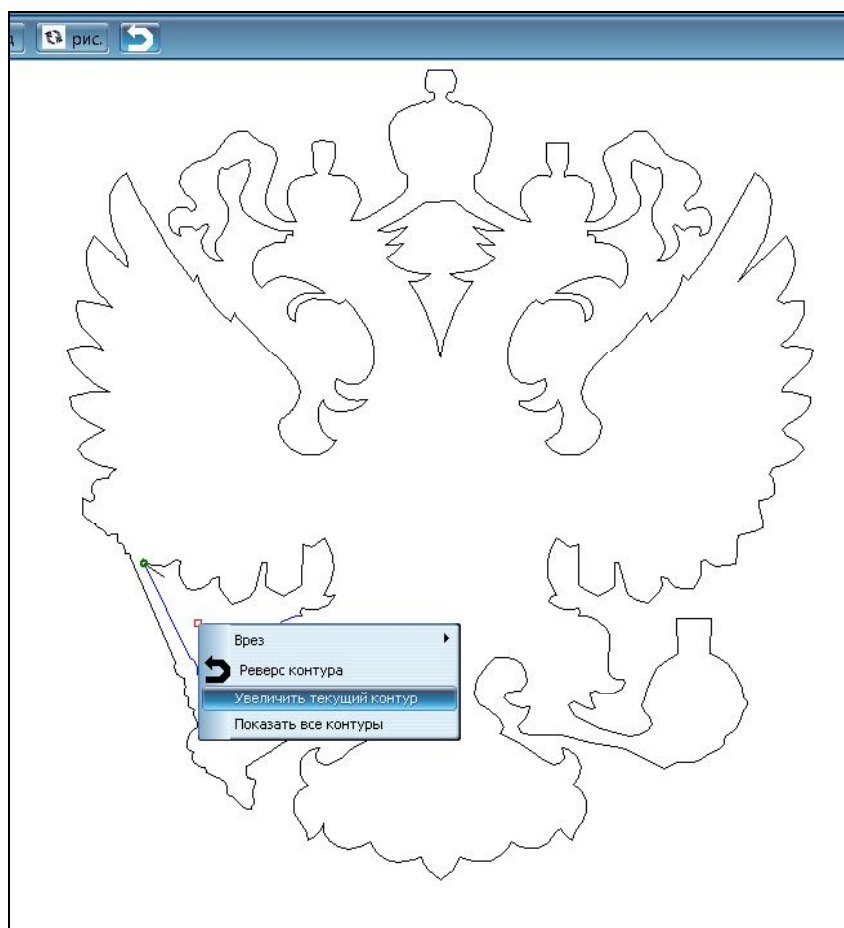 рис.
Врез
Реверс контура
Увеличить текущий контур
Показать все контуры